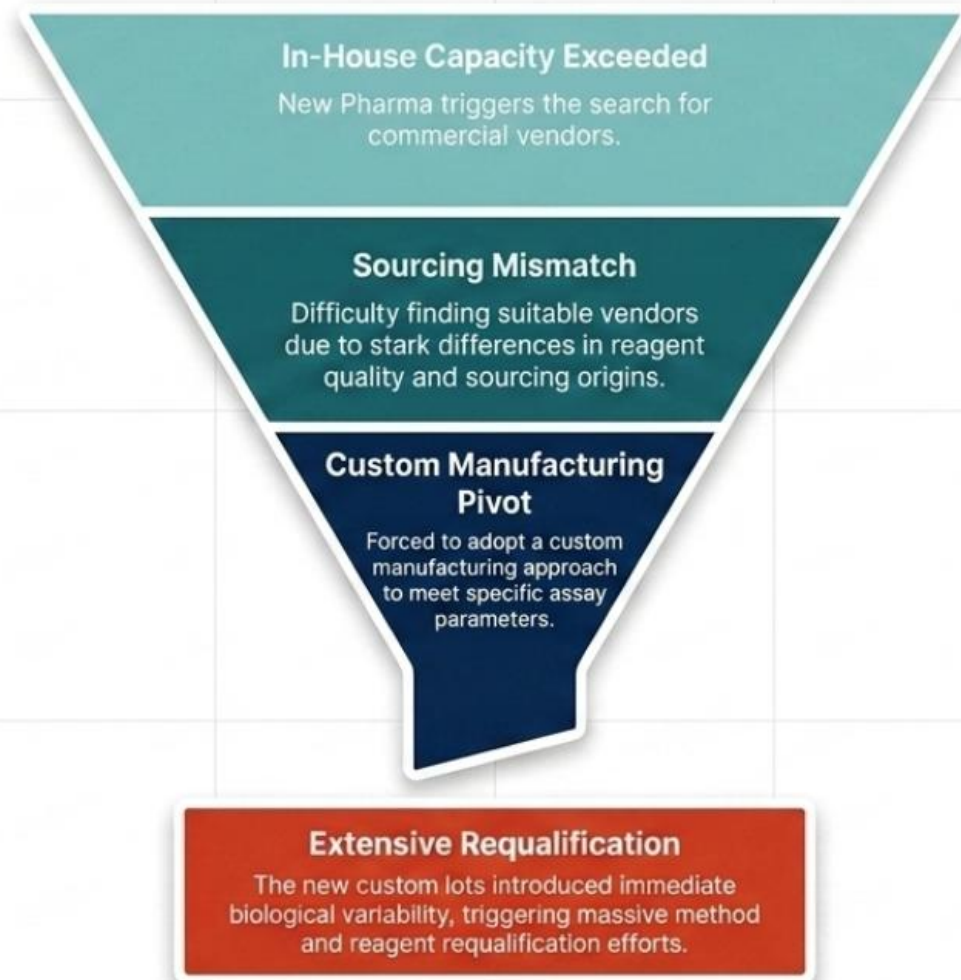 In-House Capacity Exceeded
New Pharma triggers the search for
commercial vendors.
Sourcing Mismatch
Difficulty finding suitable vendors
due to stark differences in reagent
quality and sourcing origins.
Custom Manufacturing
Pivot
Forced to adopt a custom
manufacturing approach
to meet specific assay
parameters.
Extensive Requalification
The new custom lots introduced immediate
biological variability, triggering massive method
and reagent requalification efforts.